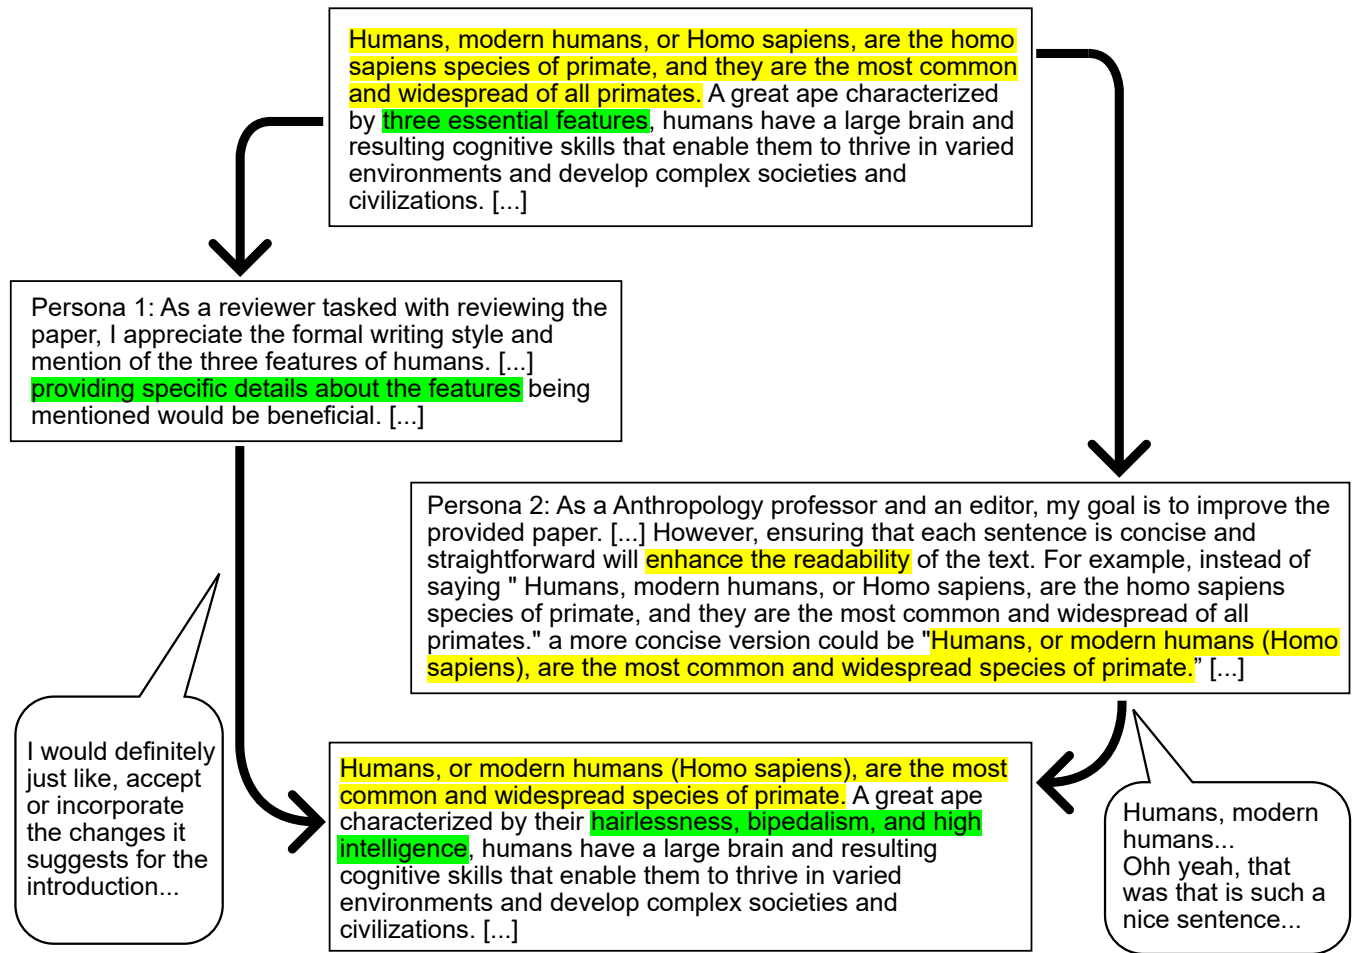 Humans, modern humans, or Homo sapiens, are the homo
sapiens species of primate, and they are the most common
and widespread of all primates. A great ape characterized
by three essential features, humans have a large brain and
resulting cognitive skills that enable them to thrive in varied
environments and develop complex societies and
civilizations. [...]
Persona 1: As a reviewer tasked with reviewing the
paper, I appreciate the formal writing style and
mention of the three features of humans. [...]
providing specific details about the features being
mentioned would be beneficial. [...]
Persona 2: As a Anthropology professor and an editor, my goal is to improve the
provided paper. [...] However, ensuring that each sentence is concise and
straightforward will enhance the readability of the text. For example, instead of
saying " Humans, modern humans, or Homo sapiens, are the homo sapiens
species of primate, and they are the most common and widespread of all
primates." a more concise version could be "Humans, or modern humans (Homo
sapiens), are the most common and widespread species of primate.” [...]
I would definitely
just like, accept
or incorporate
the changes it
suggests for the
introduction...
Humans, or modern humans (Homo sapiens), are the most
common and widespread species of primate. A great ape
characterized by their hairlessness, bipedalism, and high
intelligence, humans have a large brain and resulting
cognitive skills that enable them to thrive in varied
environments and develop complex societies and
civilizations. [...]
Humans, modern
humans...
Ohh yeah, that
was that is such a
nice sentence...